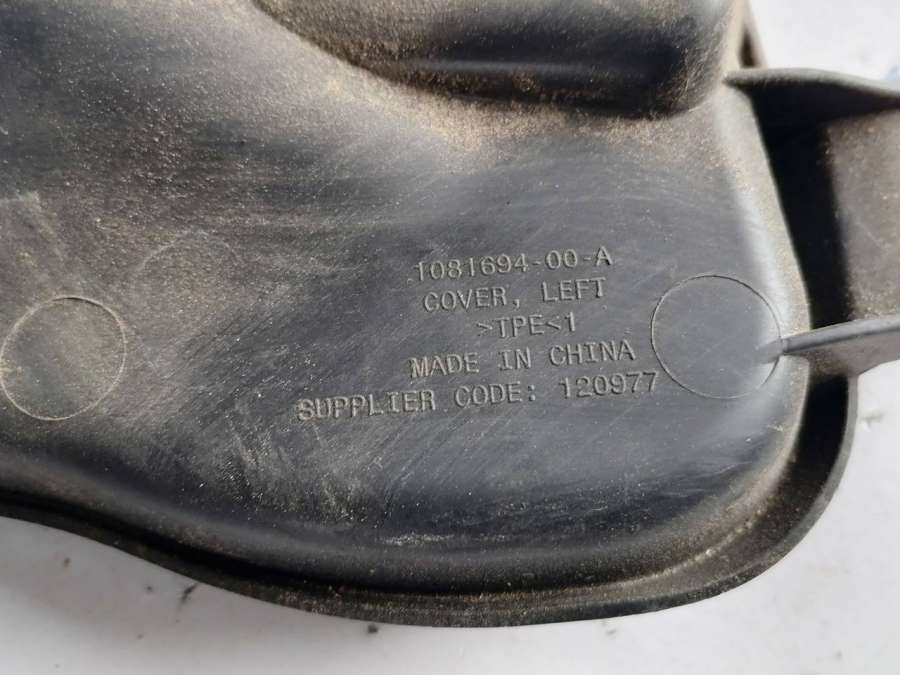 1081694-00-A
COVER, LEFT
>TPE<1
MADE IN CHINA
SUPPLIER CODE: 120977